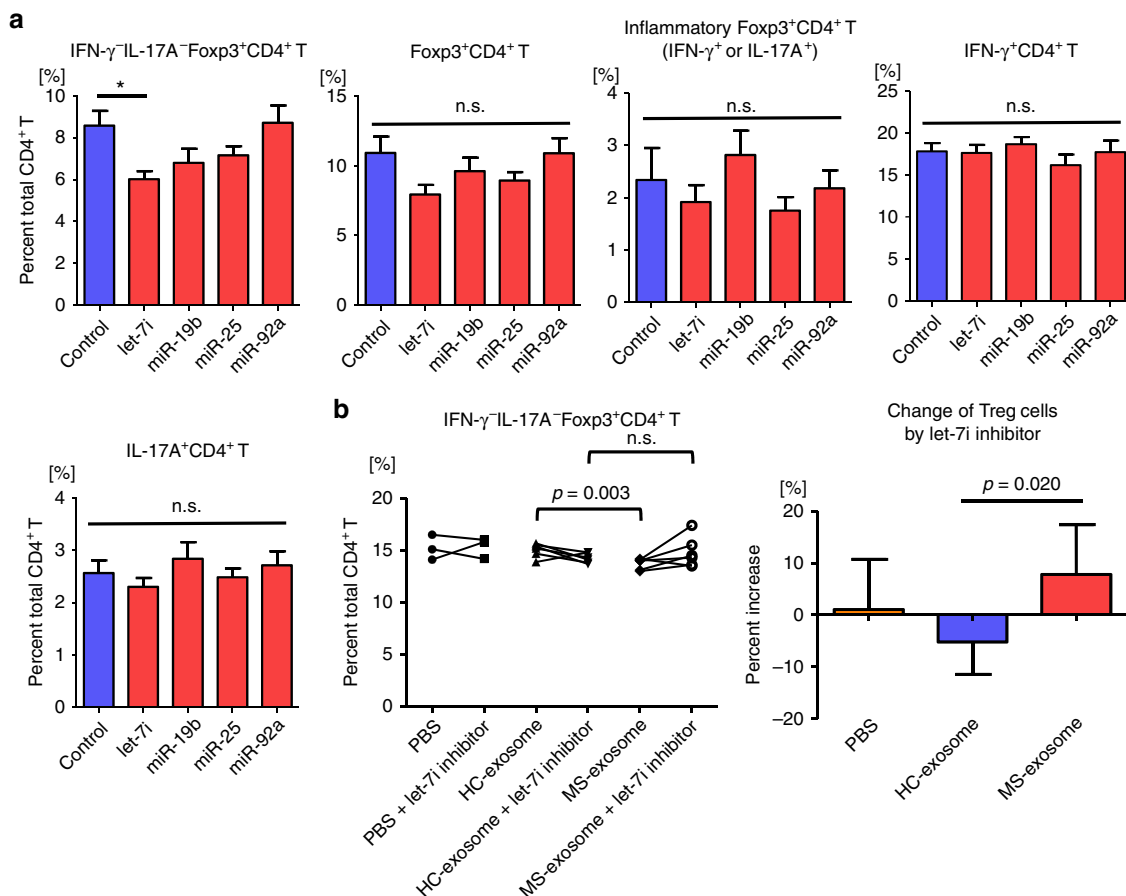 a
IFN-γ⁻IL-17A⁻Foxp3⁺CD4⁺ T
[%]
Percent total CD4⁺ T
10
8
6
4
2
0
*
Control
let-7i
miR-19b
miR-25
miR-92a
Foxp3⁺CD4⁺ T
[%]
15
10
5
0
n.s.
Control
let-7i
miR-19b
miR-25
miR-92a
Inflammatory Foxp3⁺CD4⁺ T
(IFN-γ⁺ or IL-17A⁺)
[%]
4
3
2
1
0
n.s.
Control
let-7i
miR-19b
miR-25
miR-92a
IFN-γ⁺CD4⁺ T
[%]
25
20
15
10
5
0
n.s.
Control
let-7i
miR-19b
miR-25
miR-92a
IL-17A⁺CD4⁺ T
[%]
Percent total CD4⁺ T
4
3
2
1
0
n.s.
Control
let-7i
miR-19b
miR-25
miR-92a
b
IFN-γ⁻IL-17A⁻Foxp3⁺CD4⁺ T
[%]
Percent total CD4⁺ T
20
15
10
5
0
n.s.
p = 0.003
PBS
PBS + let-7i inhibitor
HC-exosome
HC-exosome + let-7i inhibitor
MS-exosome
MS-exosome + let-7i inhibitor
Change of Treg cells
by let-7i inhibitor
[%]
Percent increase
20
10
0
−10
−20
p = 0.020
PBS
HC-exosome
MS-exosome